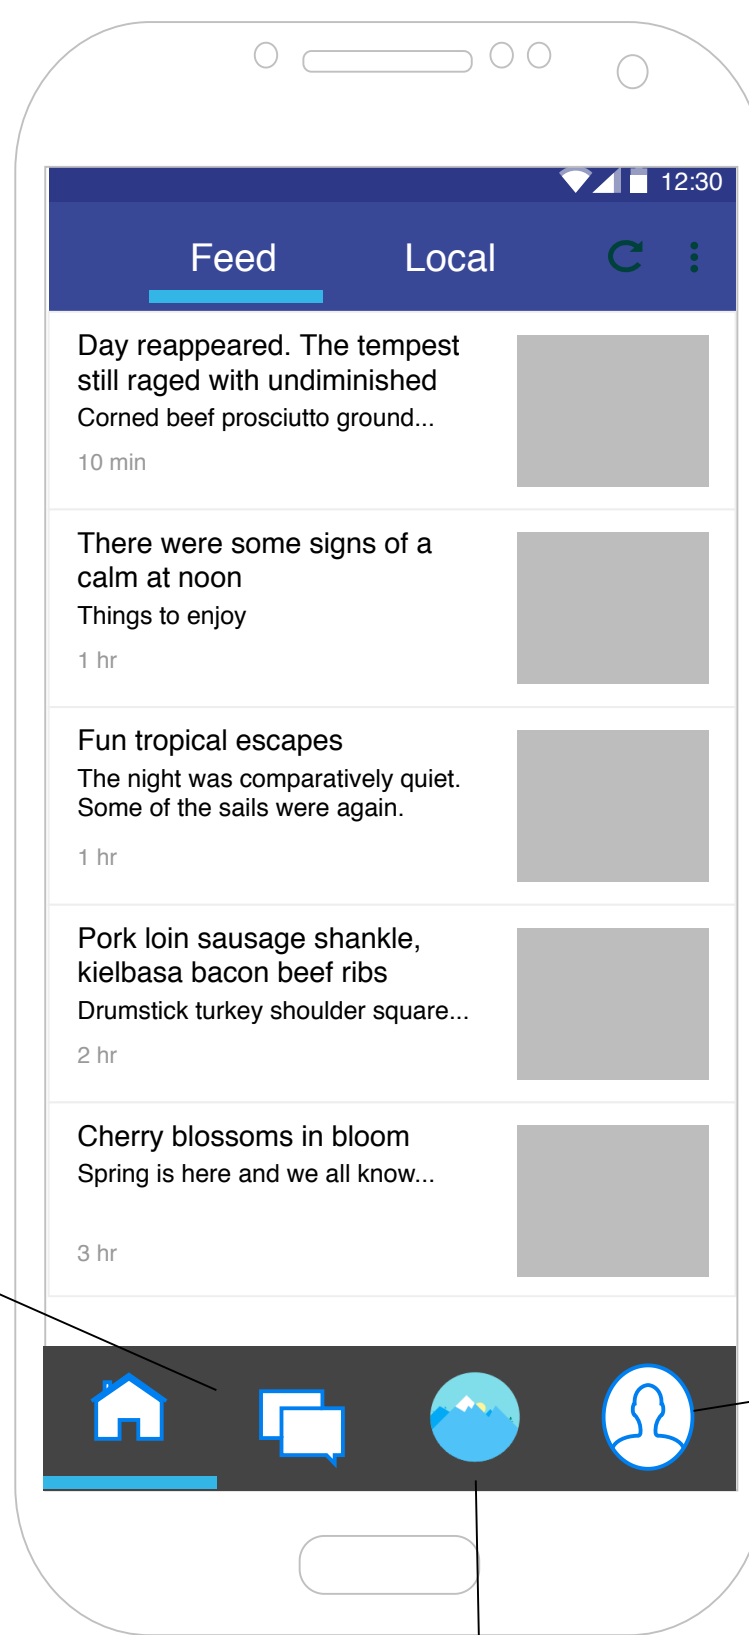 12:30
Feed Local
Day reappeared. The tempest
still raged with undiminished
Corned beef prosciutto ground...
10 min
There were some signs of a
calm at noon
Things to enjoy
1 hr
Fun tropical escapes
The night was comparatively quiet.
Some of the sails were again.
1 hr
Pork loin sausage shankle,
kielbasa bacon beef ribs
Drumstick turkey shoulder square...
2 hr
Cherry blossoms in bloom
Spring is here and we all know...
3 hr